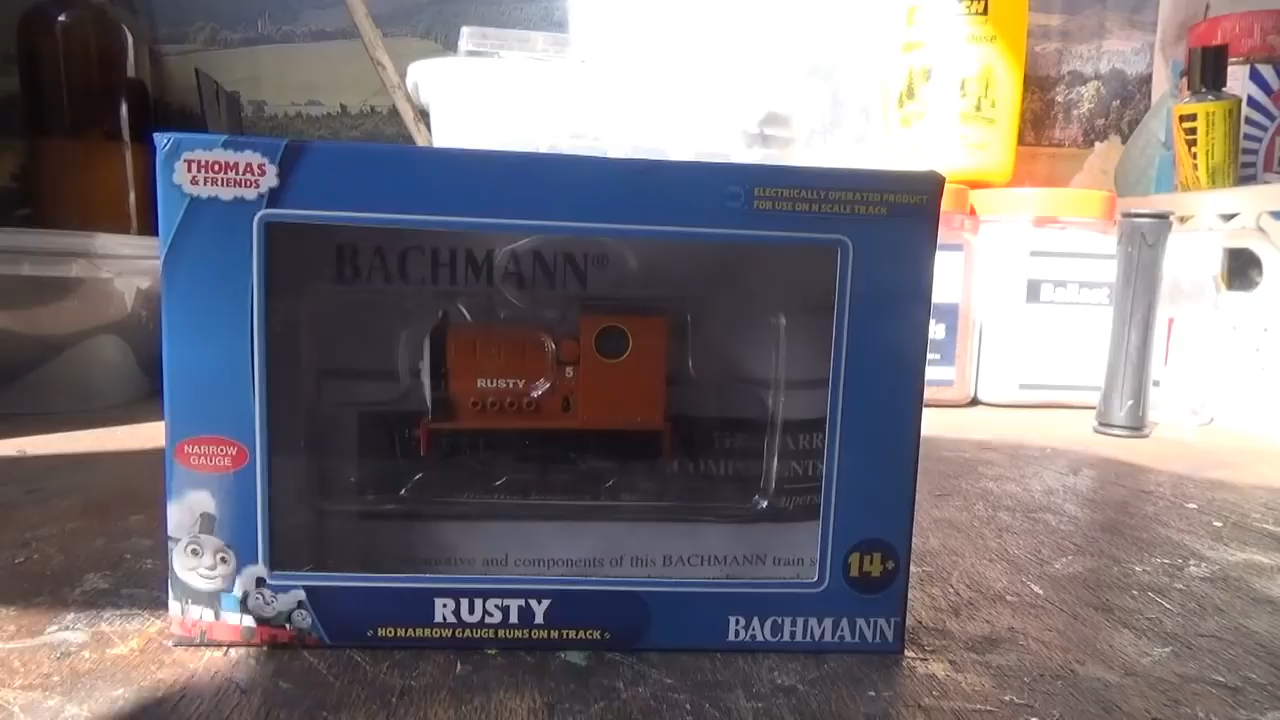 THOMAS
& FRIENDS
ELECTRICALLY OPERATED PRODUCT
FOR USE ON N SCALE TRACK
BACHMANN
RUSTY
5
NARROW
GAUGE
and components of this BACHMANN train
14+
RUSTY
HO NARROW GAUGE RUNS ON N TRACK
BACHMANN
Ballast
UHU